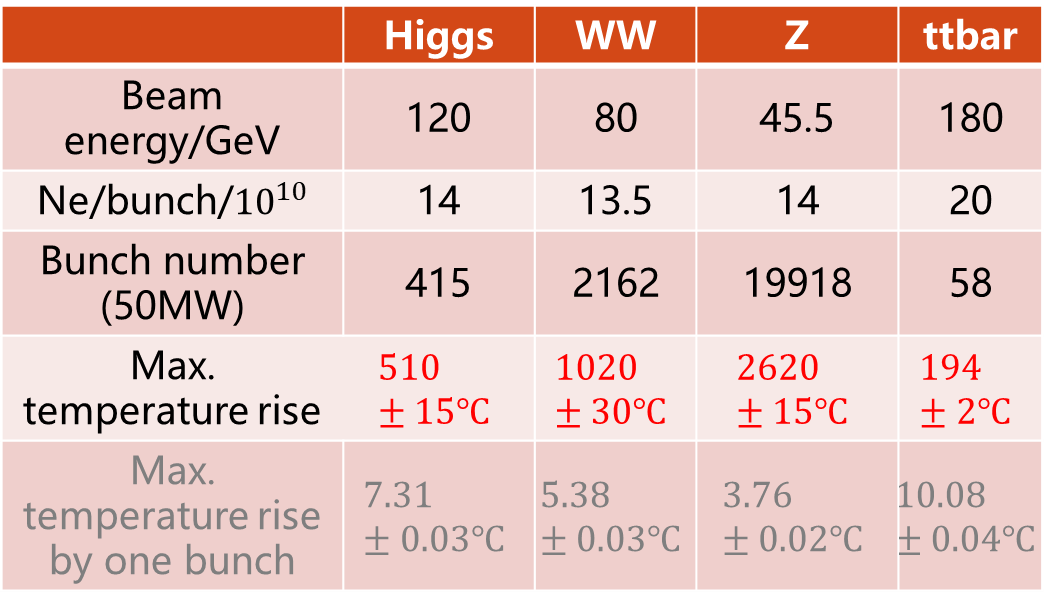 Higgs WW Z ttbar
Beam
energy/GeV 120 80 45.5 180
Ne/bunch/10¹⁰ 14 13.5 14 20
Bunch number
(50MW) 415 2162 19918 58
Max.
temperature rise
510
± 15℃
1020
± 30℃
2620
± 15℃
194
± 2℃
Max.
temperature rise
by one bunch
7.31
± 0.03℃
5.38
± 0.03℃
3.76
± 0.02℃
10.08
± 0.04℃